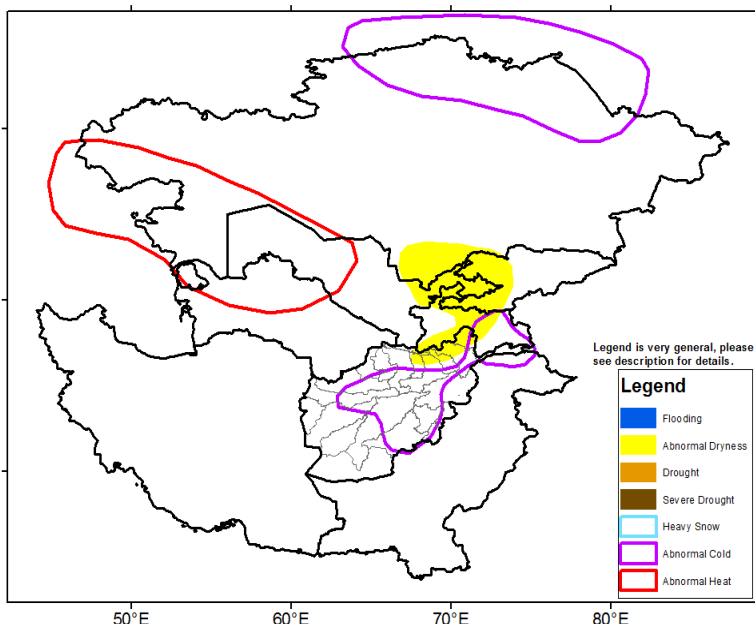 Legend is very general, please
see description for details.
Legend
Flooding
Abnormal Dryness
Drought
Severe Drought
Heavy Snow
Abnormal Cold
Abnormal Heat
50°E 60°E 70°E 80°E